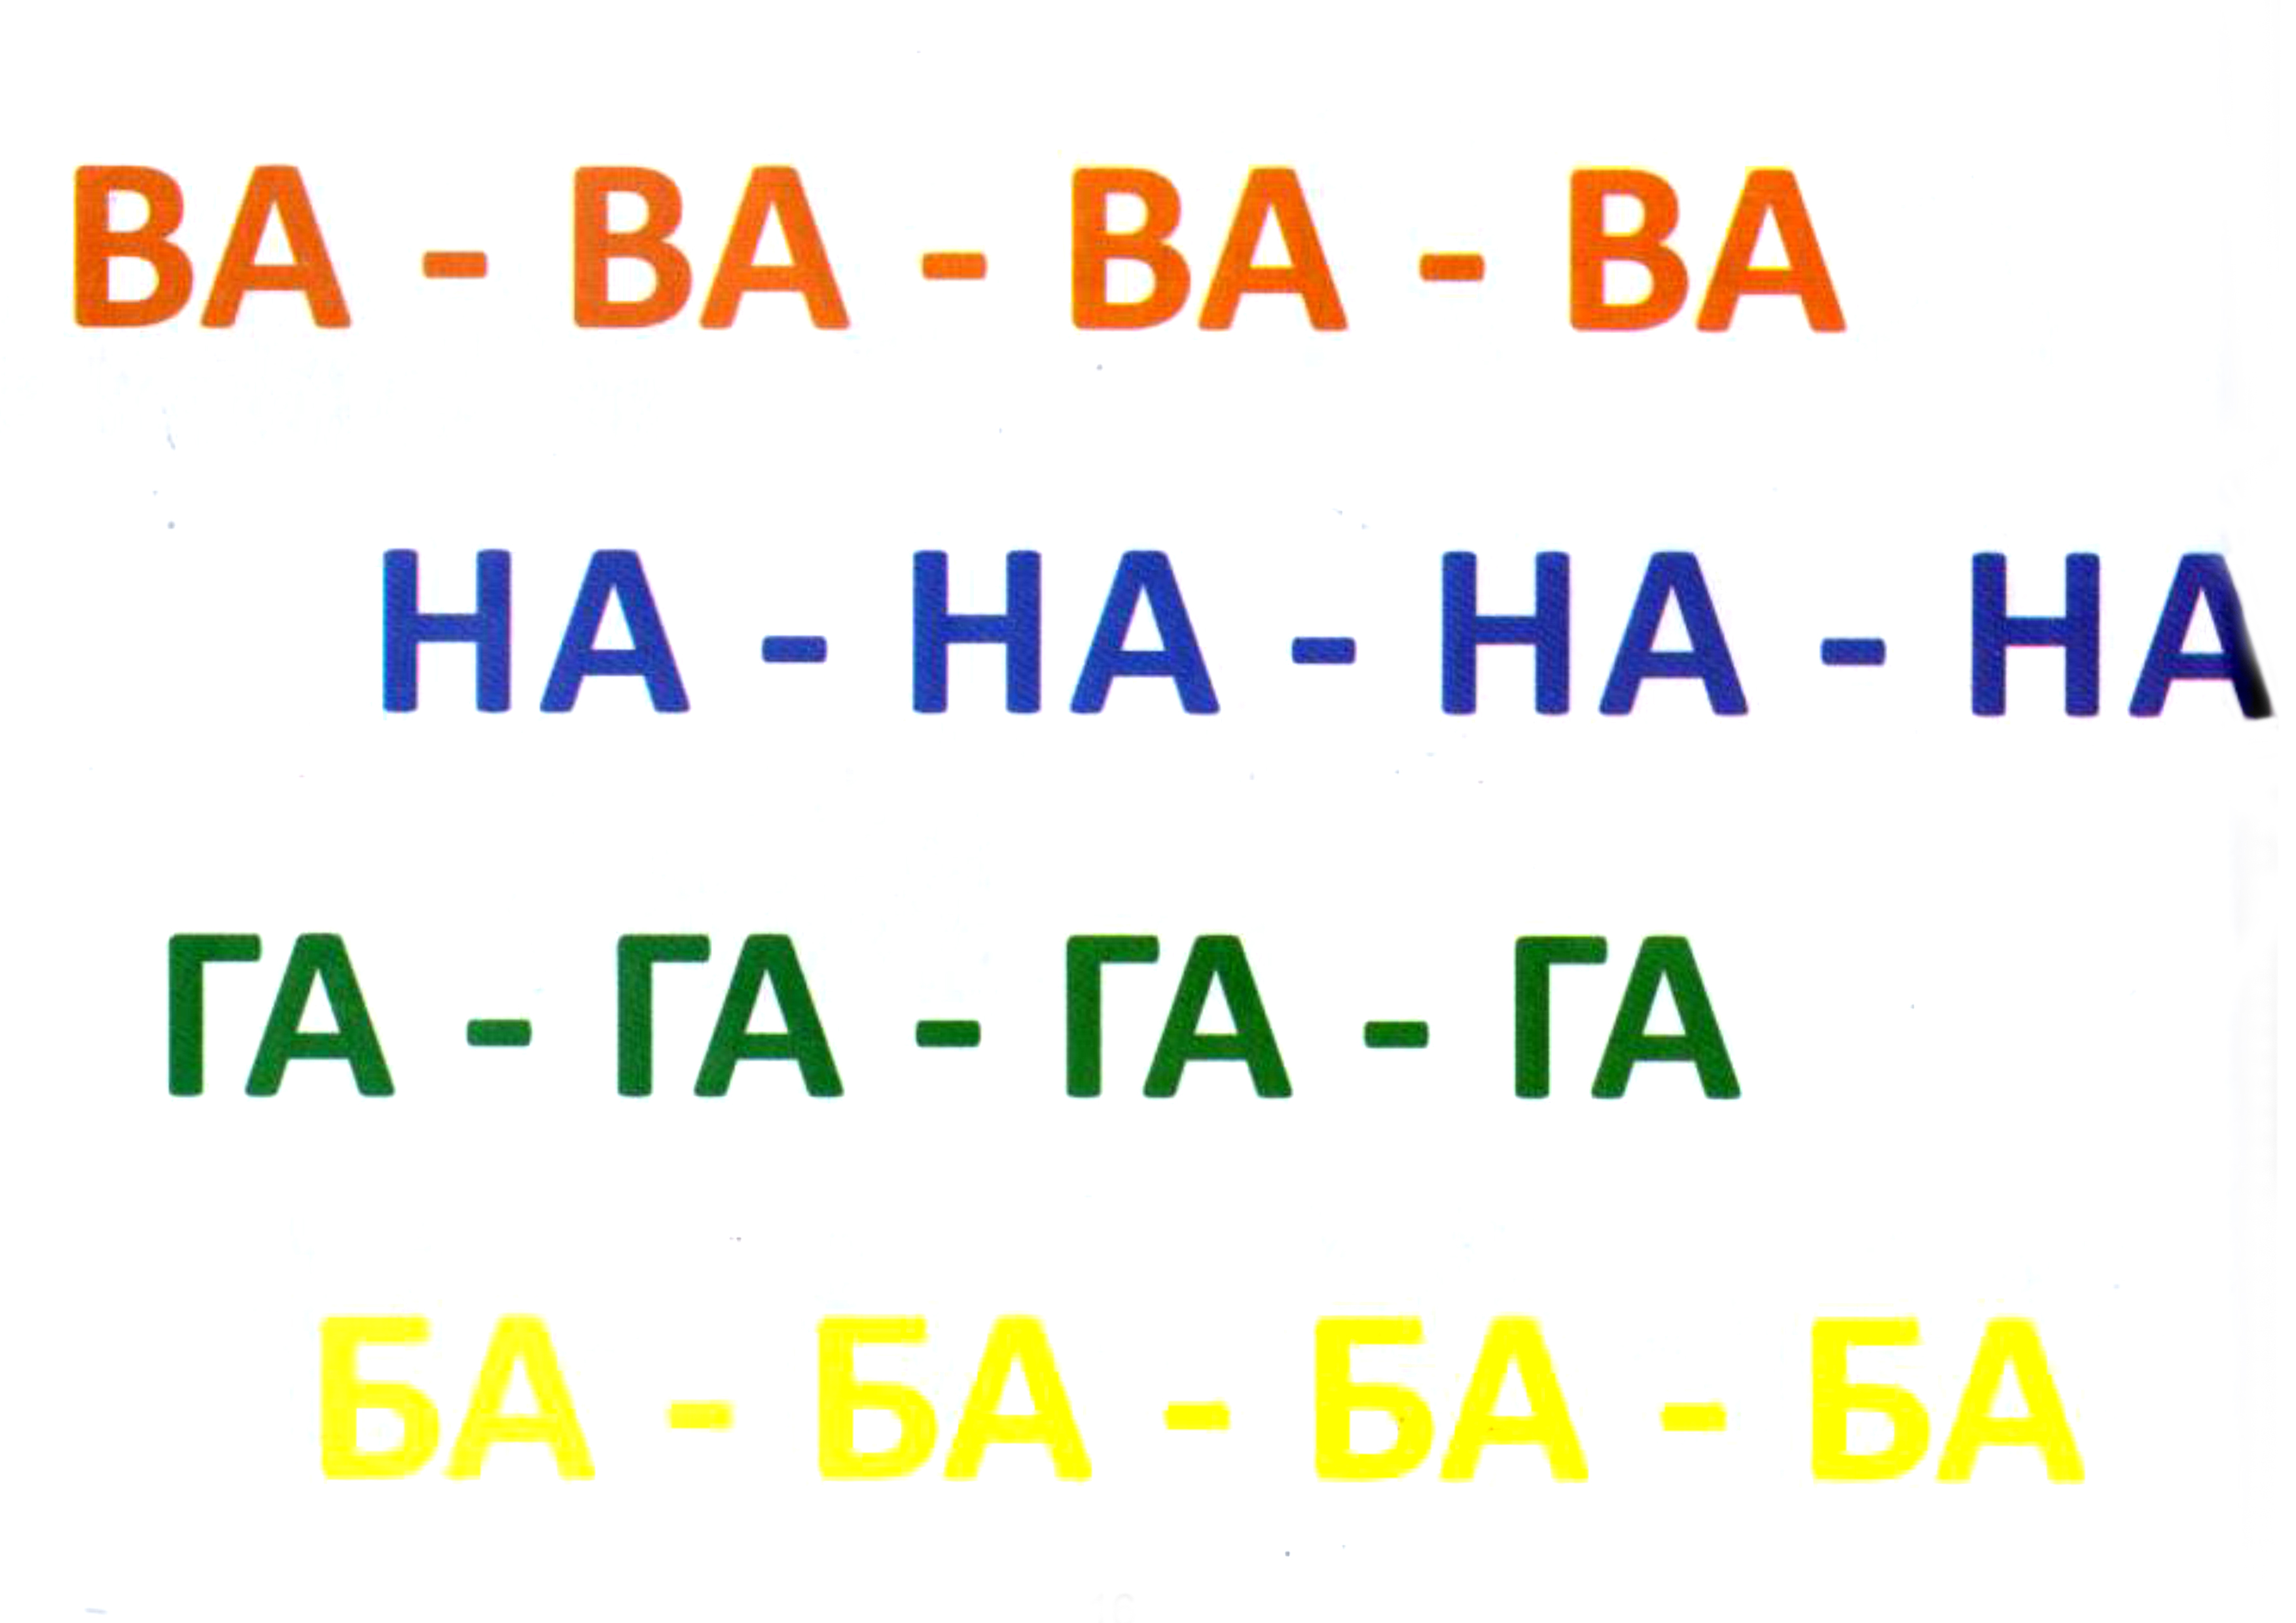 ВА - ВА - ВА - ВА
НА - НА - НА - НА
ГА - ГА - ГА - ГА
БА - БА - БА - БА